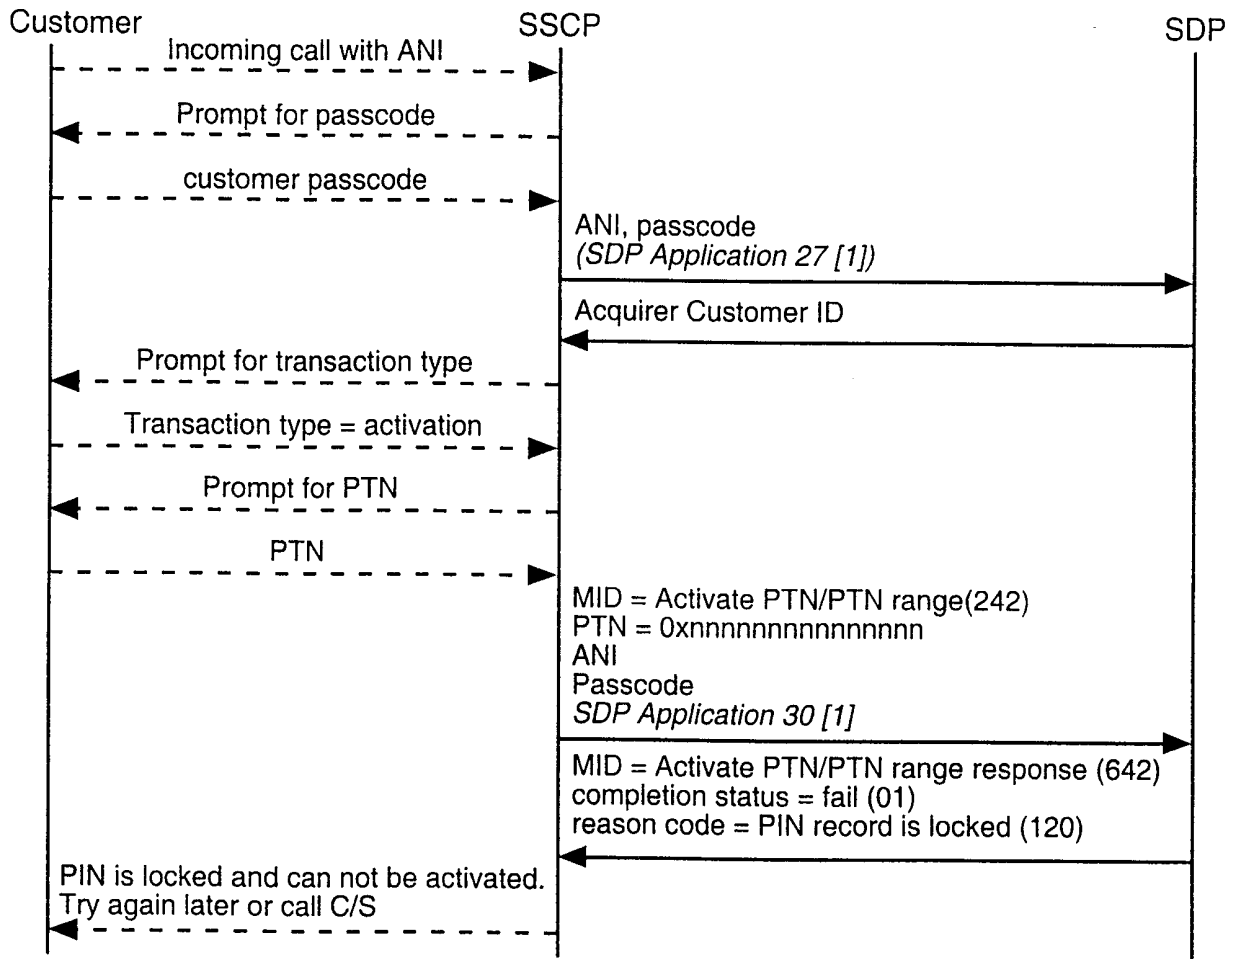 Customer
SSCP
SDP
Incoming call with ANI
Prompt for passcode
customer passcode
ANI, passcode
(SDP Application 27 [1])
Acquirer Customer ID
Prompt for transaction type
Transaction type = activation
Prompt for PTN
PTN
MID = Activate PTN/PTN range(242)
PTN = 0xnnnnnnnnnnnnnnnn
ANI
Passcode
SDP Application 30 [1]
MID = Activate PTN/PTN range response (642)
completion status = fail (01)
reason code = PIN record is locked (120)
PIN is locked and can not be activated.
Try again later or call C/S